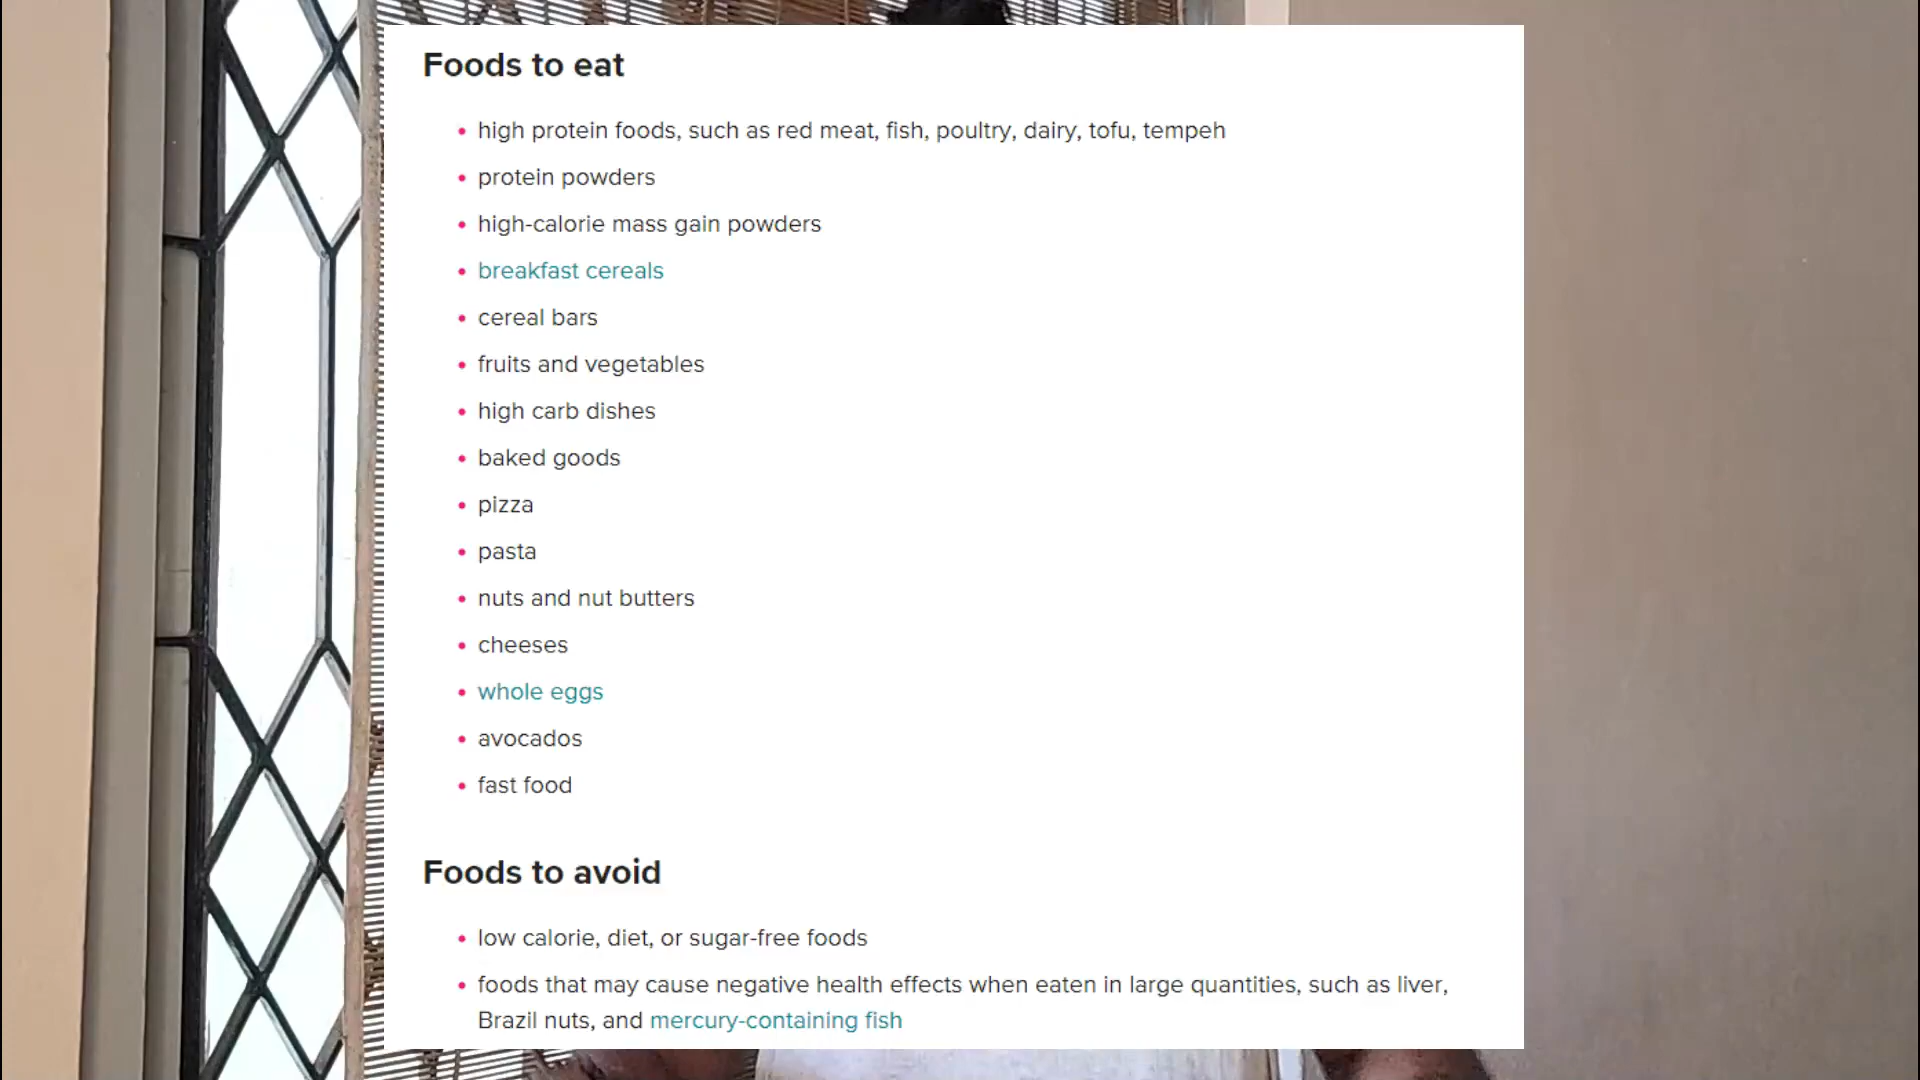 Foods to eat
high protein foods, such as red meat, fish, poultry, dairy, tofu, tempeh
protein powders
high-calorie mass gain powders
breakfast cereals
cereal bars
fruits and vegetables
high carb dishes
baked goods
pizza
pasta
nuts and nut butters
cheeses
whole eggs
avocados
fast food
Foods to avoid
low calorie, diet, or sugar-free foods
foods that may cause negative health effects when eaten in large quantities, such as liver,
Brazil nuts, and mercury-containing fish